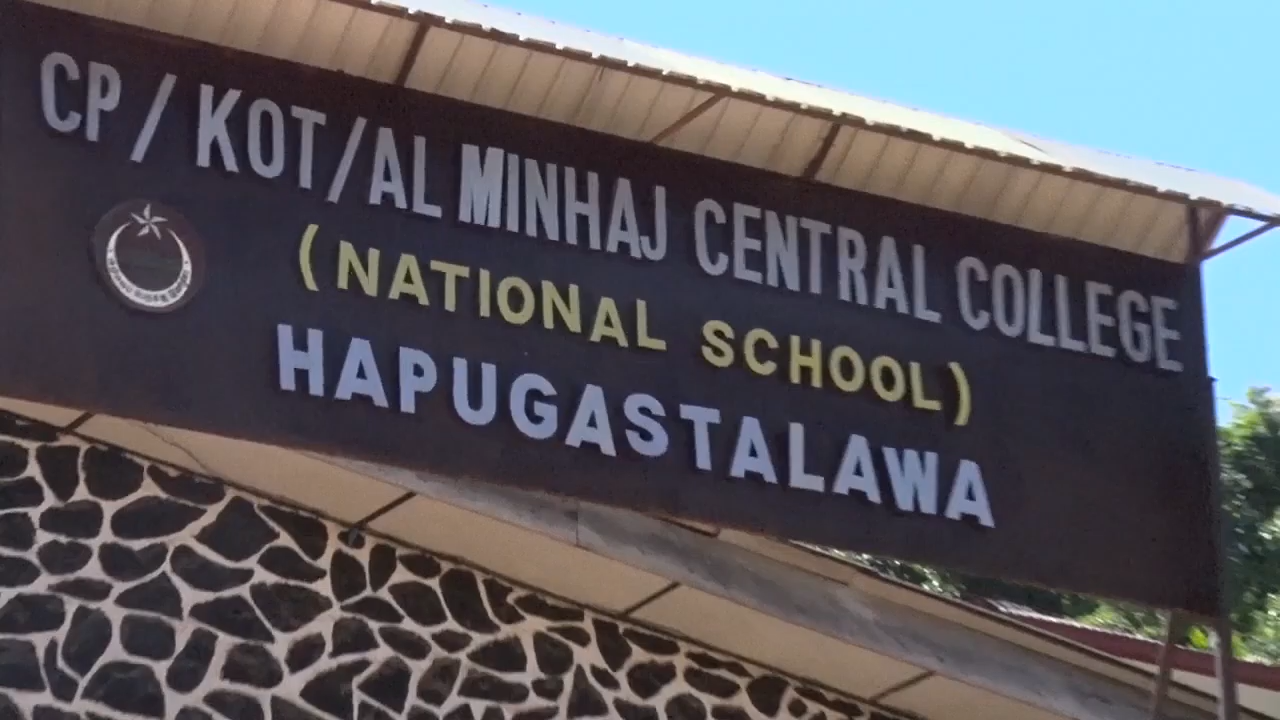 CP/KOT/AL MINHAJ CENTRAL COLLEGE
(NATIONAL SCHOOL)
HAPUGASTALAWA